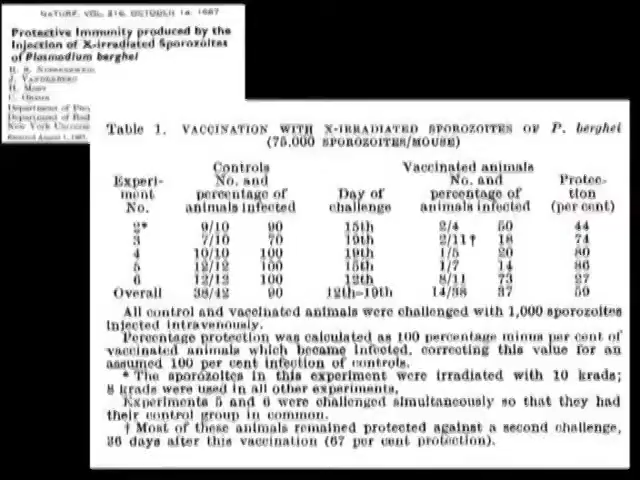 NATURE, VOL. 216, OCTOBER 14, 1967
Protective Immunity produced by the
Injection of X-irradiated Sporozoites
of Plasmodium berghei
J. VANDERBERG
H. MOST
Department of
Department of
New York
Table 1. VACCINATION WITH X-IRRADIATED SPOROZOITES OF P. berghei
(75,000 SPOROZOITES/MOUSE)
Controls Vaccinated animals
Experi- No. and No. and Protec-
ment percentage of Day of percentage of tion
No. animals infected challenge animals infected (per cent)
2* 9/10 90 15th 2/4 50 44
3 7/10 70 19th 2/11† 18 74
4 10/10 100 19th 1/5 20 80
5 12/12 100 15th 1/7 14 86
6 12/12 100 12th 8/11 73 27
Overall 38/42 90 12th–19th 14/38 37 59
All control and vaccinated animals were challenged with 1,000 sporozoites
injected intravenously.
Percentage protection was calculated as 100 percentage minus per cent of
vaccinated animals which became infected, correcting this value for an
assumed 100 per cent infection of controls.
* The sporozoites in this experiment were irradiated with 10 krads;
8 krads were used in all other experiments.
Experiments 5 and 6 were challenged simultaneously so that they had
their control group in common.
† Most of these animals remained protected against a second challenge,
36 days after this vaccination (67 per cent protection).